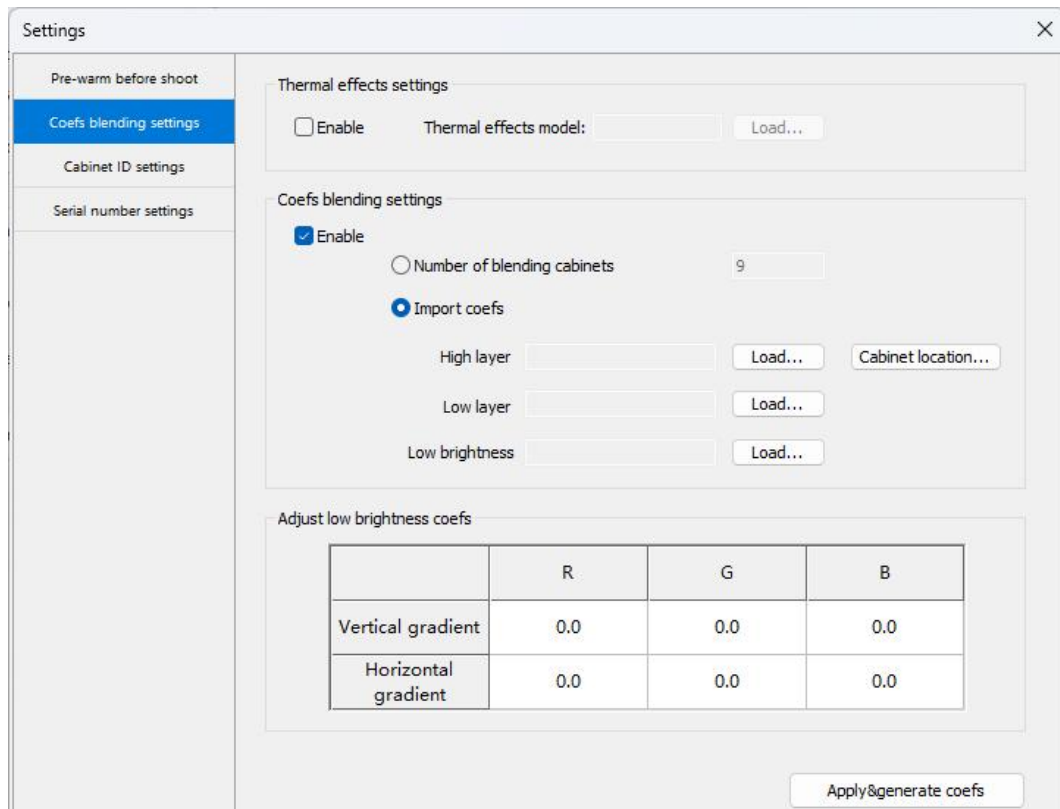 Settings
Pre-warm before shoot
Coefs blending settings
Cabinet ID settings
Serial number settings
Thermal effects settings
Enable Thermal effects model: Load...
Coefs blending settings
Enable
Number of blending cabinets 9
Import coefs
High layer Load... Cabinet location...
Low layer Load...
Low brightness Load...
Adjust low brightness coefs
R G B
Vertical gradient 0.0 0.0 0.0
Horizontal
gradient 0.0 0.0 0.0
Apply&generate coefs